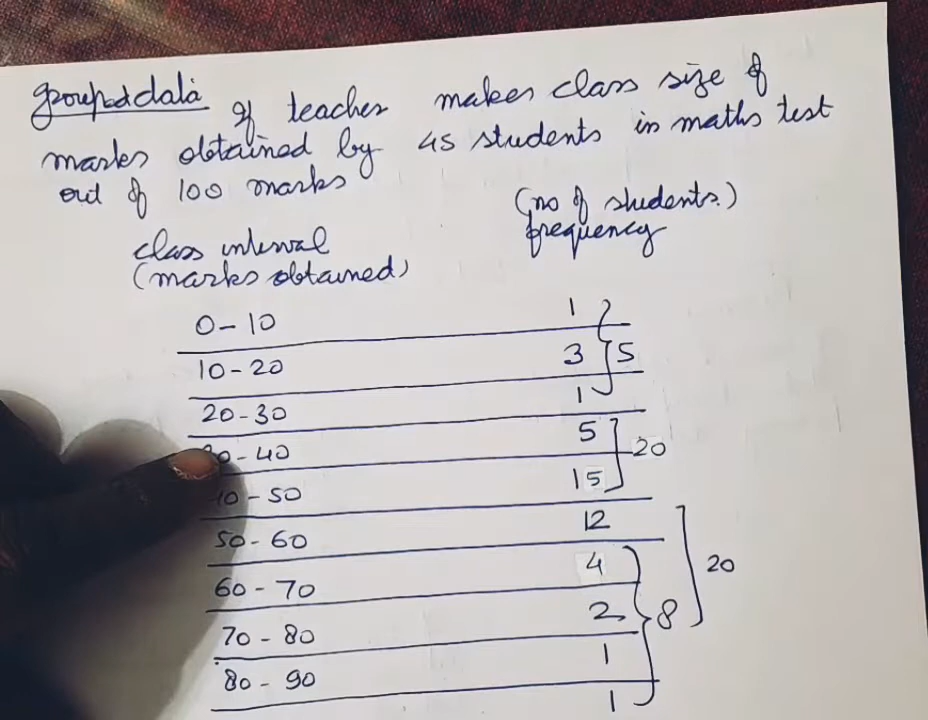 grouped data If teacher makes class size of
marks obtained by 45 students in maths test
out of 100 marks
class interval (no of students.)
(marks obtained) frequency
0-10 1
10-20 3 5
20-30 1
-40 5 20
-50 15
50-60 12
60-70 4 20
70-80 2 8
80-90 1
1